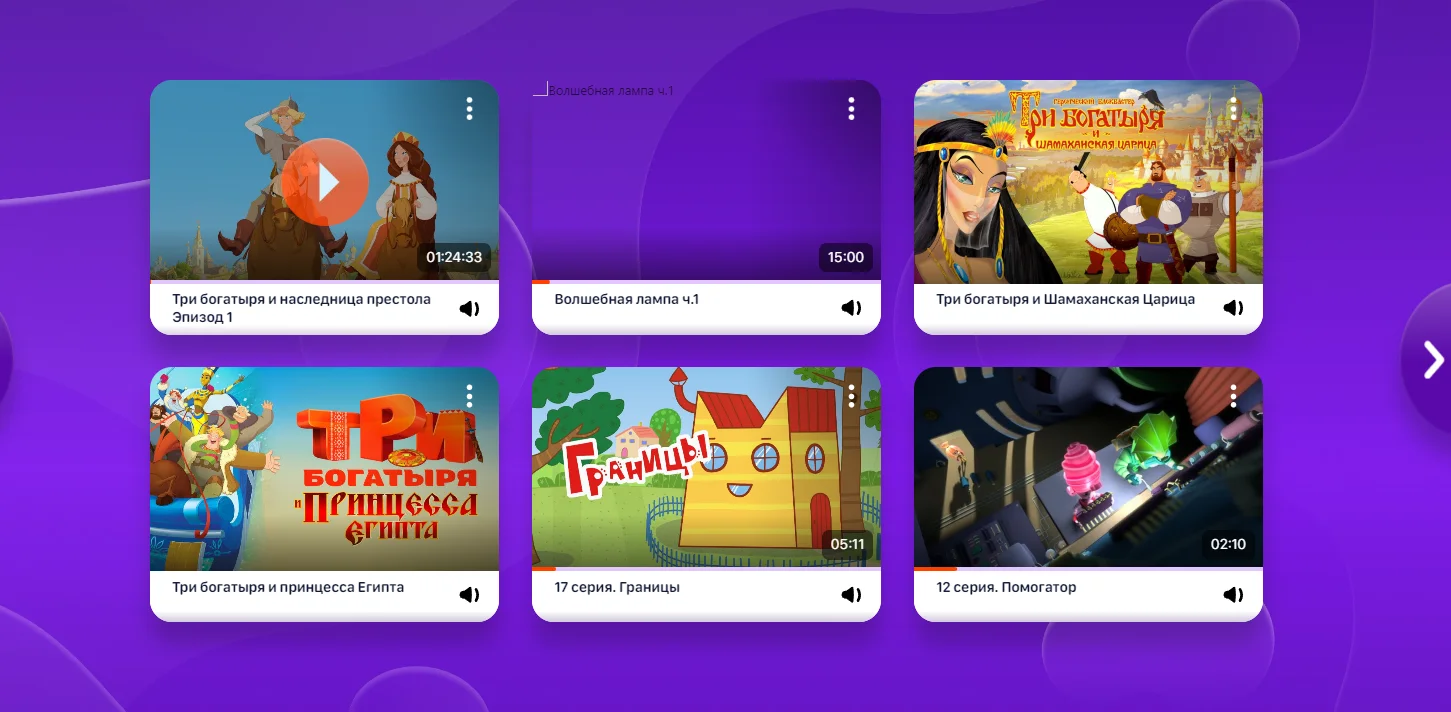 01:24:33
Три богатыря и наследница престола
Эпизод 1
Волшебная лампа ч.1
15:00
Волшебная лампа ч.1
ГЕРОИЧЕСКИЙ БЛОКБАСТЕР
ТРИ БОГАТЫРЯ
И
ШАМАХАНСКАЯ ЦАРИЦА
Три богатыря и Шамаханская Царица
ТРИ
БОГАТЫРЯ
И ПРИНЦЕССА
ЕГИПТА
Три богатыря и принцесса Египта
ГРАНИЦЫ
05:11
17 серия. Границы
02:10
12 серия. Помогатор